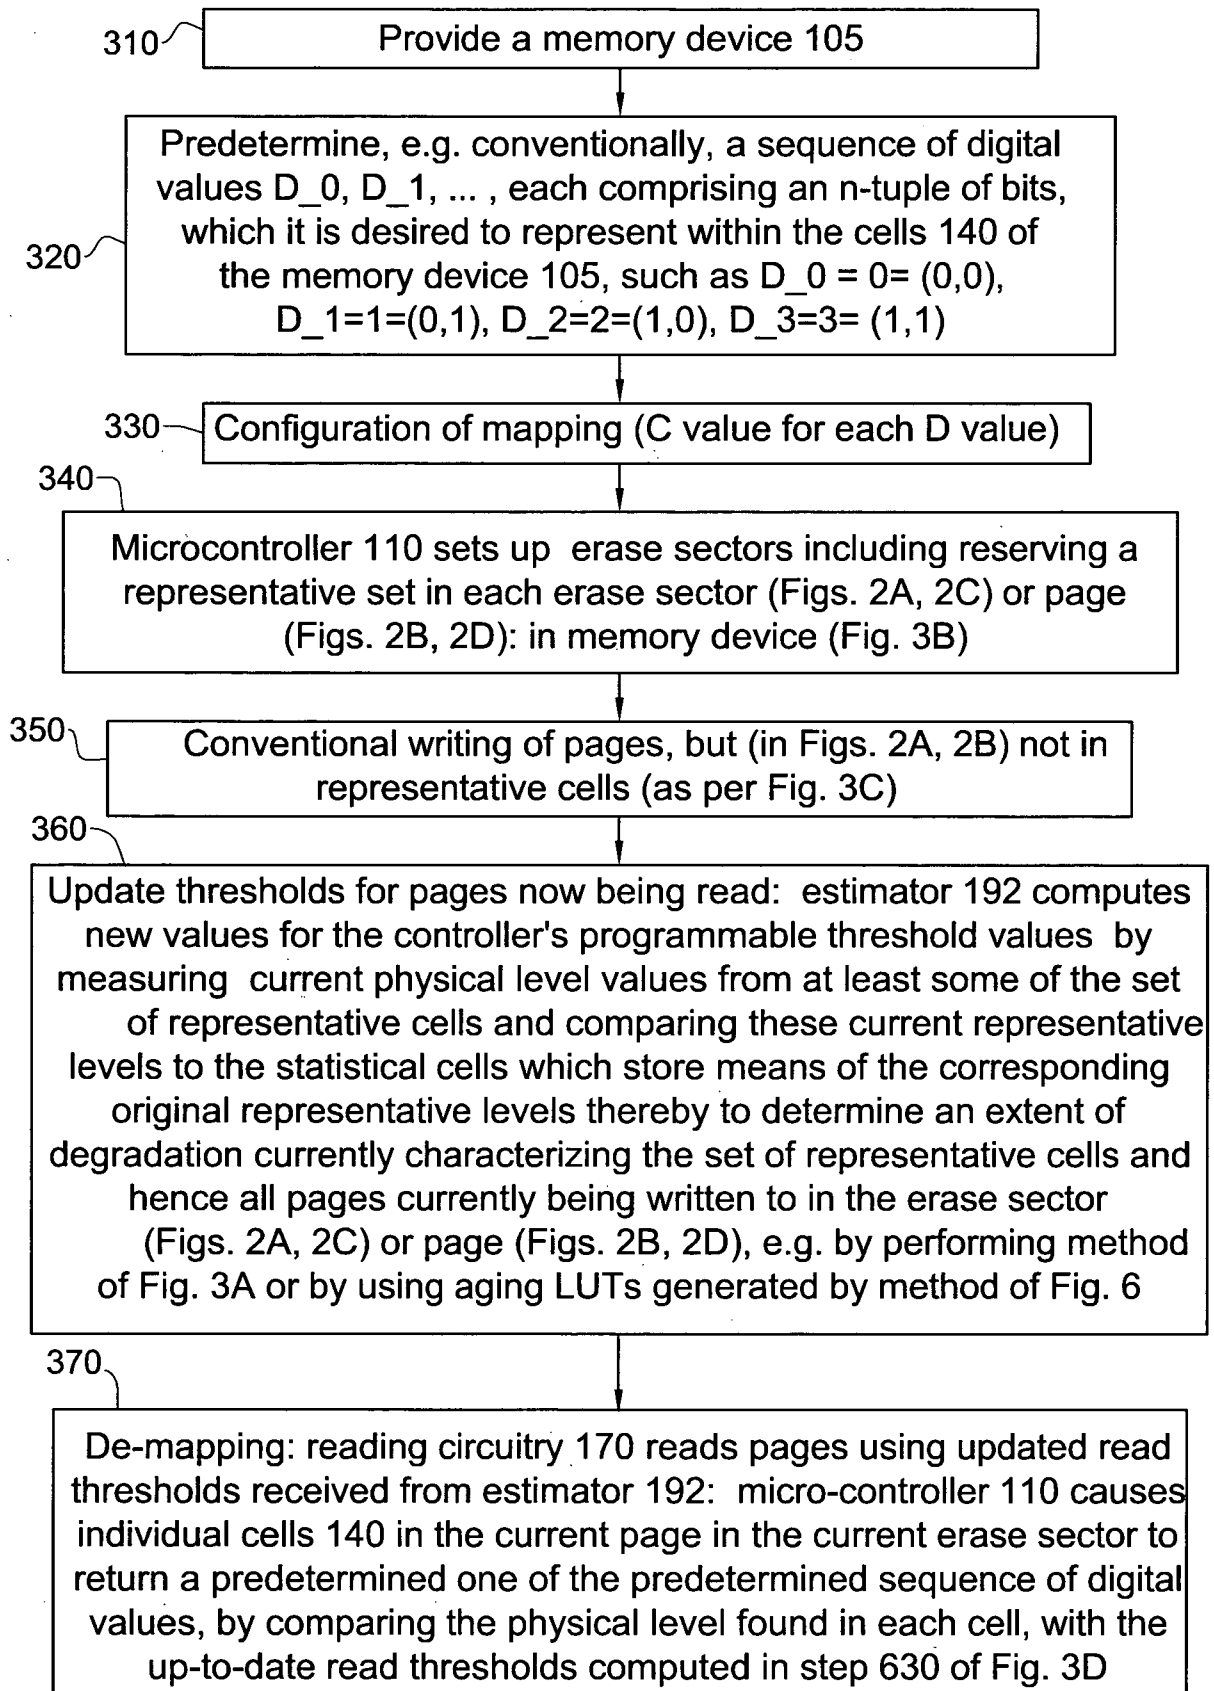 310
Provide a memory device 105
320
Predetermine, e.g. conventionally, a sequence of digital
values D_0, D_1, ... , each comprising an n-tuple of bits,
which it is desired to represent within the cells 140 of
the memory device 105, such as D_0 = 0= (0,0),
D_1=1=(0,1), D_2=2=(1,0), D_3=3= (1,1)
330
Configuration of mapping (C value for each D value)
340
Microcontroller 110 sets up erase sectors including reserving a
representative set in each erase sector (Figs. 2A, 2C) or page
(Figs. 2B, 2D): in memory device (Fig. 3B)
350
Conventional writing of pages, but (in Figs. 2A, 2B) not in
representative cells (as per Fig. 3C)
360
Update thresholds for pages now being read: estimator 192 computes
new values for the controller's programmable threshold values by
measuring current physical level values from at least some of the set
of representative cells and comparing these current representative
levels to the statistical cells which store means of the corresponding
original representative levels thereby to determine an extent of
degradation currently characterizing the set of representative cells and
hence all pages currently being written to in the erase sector
(Figs. 2A, 2C) or page (Figs. 2B, 2D), e.g. by performing method
of Fig. 3A or by using aging LUTs generated by method of Fig. 6
370
De-mapping: reading circuitry 170 reads pages using updated read
thresholds received from estimator 192: micro-controller 110 causes
individual cells 140 in the current page in the current erase sector to
return a predetermined one of the predetermined sequence of digital
values, by comparing the physical level found in each cell, with the
up-to-date read thresholds computed in step 630 of Fig. 3D